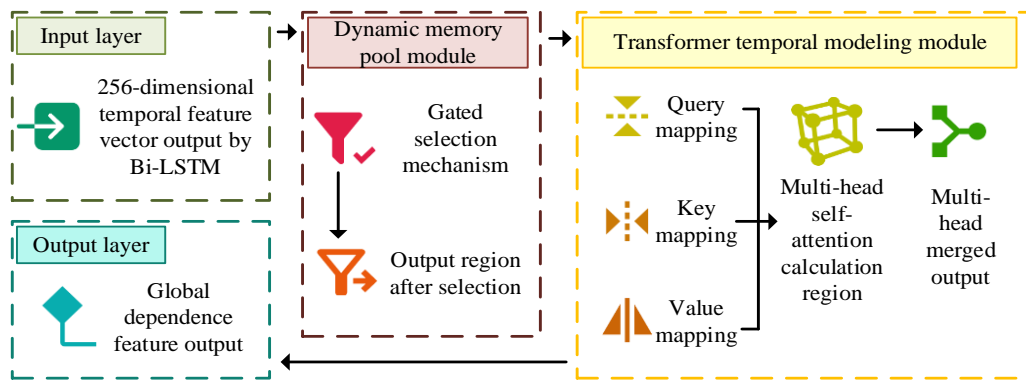 Input layer
256-dimensional
temporal feature
vector output by
Bi-LSTM
Dynamic memory
pool module
Gated
selection
mechanism
Output region
after selection
Transformer temporal modeling module
Query
mapping
Key
mapping
Value
mapping
Multi-head
self-
attention
calculation
region
Multi-
head
merged
output
Output layer
Global
dependence
feature output